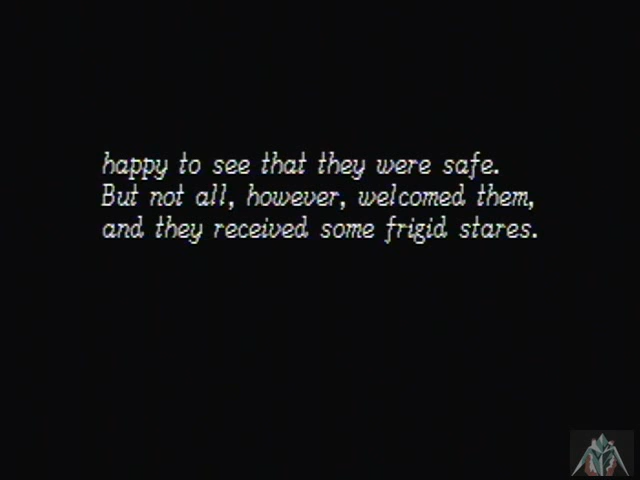 happy to see that they were safe.
But not all, however, welcomed them,
and they received some frigid stares.